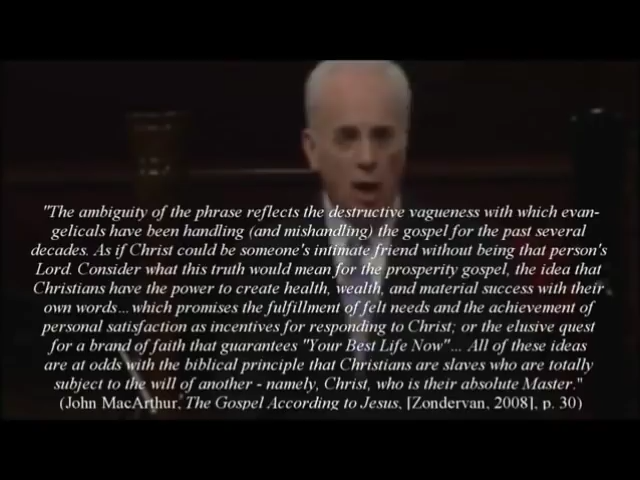 "The ambiguity of the phrase reflects the destructive vagueness with which evan-
gelicals have been handling (and mishandling) the gospel for the past several
decades. As if Christ could be someone's intimate friend without being that person's
Lord. Consider what this truth would mean for the prosperity gospel, the idea that
Christians have the power to create health, wealth, and material success with their
own words...which promises the fulfillment of felt needs and the achievement of
personal satisfaction as incentives for responding to Christ; or the elusive quest
for a brand of faith that guarantees "Your Best Life Now"... All of these ideas
are at odds with the biblical principle that Christians are slaves who are totally
subject to the will of another - namely, Christ, who is their absolute Master."
(John MacArthur, The Gospel According to Jesus, [Zondervan, 2008], p. 30)